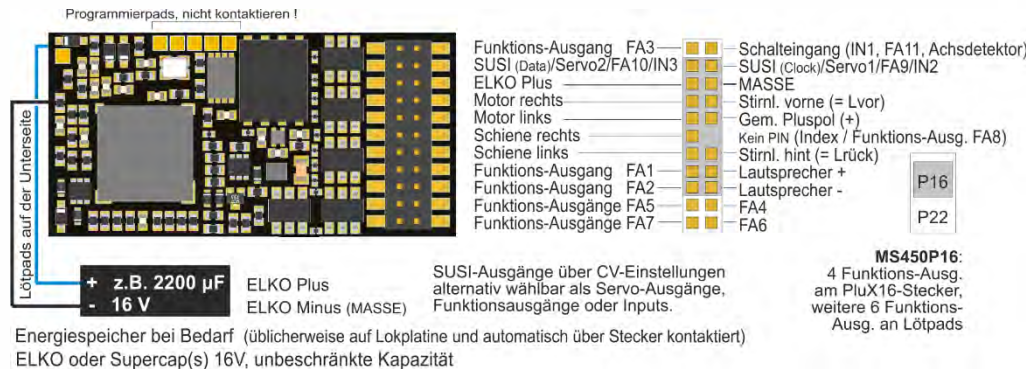 Programmierpads, nicht kontaktieren !
Lötpads auf der Unterseite
Funktions-Ausgang FA3
SUSI (Data)/Servo2/FA10/IN3
ELKO Plus
Motor rechts
Motor links
Schiene rechts
Schiene links
Funktions-Ausgang FA1
Funktions-Ausgang FA2
Funktions-Ausgänge FA5
Funktions-Ausgänge FA7
Schalteingang (IN1, FA11, Achsdetektor)
SUSI (Clock)/Servo1/FA9/IN2
MASSE
Stirnl. vorne (= Lvor)
Gem. Pluspol (+)
Kein PIN (Index / Funktions-Ausg. FA8)
Stirnl. hint (= Lrück)
Lautsprecher +
Lautsprecher -
FA4
FA6
P16
P22
+ z.B. 2200 µF
- 16 V
ELKO Plus
ELKO Minus (MASSE)
SUSI-Ausgänge über CV-Einstellungen
alternativ wählbar als Servo-Ausgänge,
Funktionsausgänge oder Inputs.
MS450P16:
4 Funktions-Ausg.
am PluX16-Stecker,
weitere 6 Funktions-
Ausg. an Lötpads
Energiespeicher bei Bedarf (üblicherweise auf Lokplatine und automatisch über Stecker kontaktiert)
ELKO oder Supercap(s) 16V, unbeschränkte Kapazität